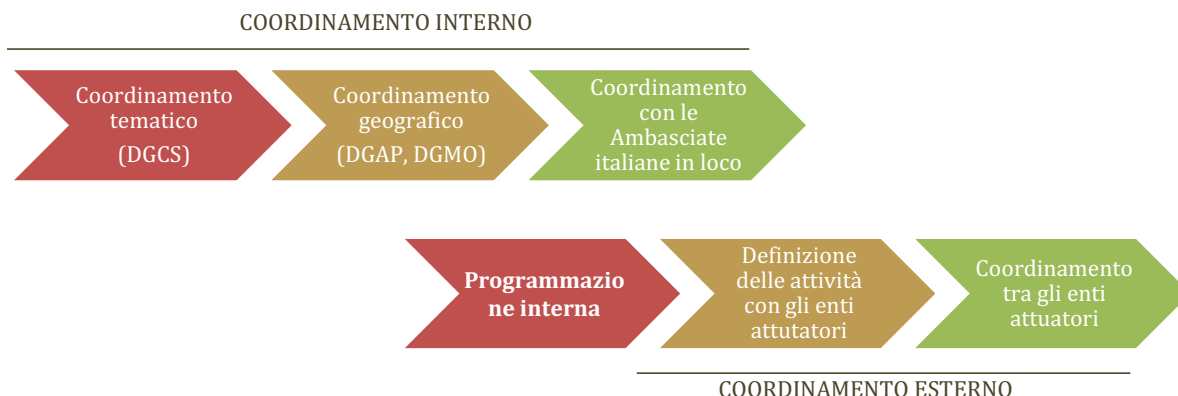 COORDINAMENTO INTERNO
Coordinamento
tematico
(DGCS)
Coordinamento
geografico
(DGAP, DGMO)
Coordinamento
con le
Ambasciate
italiane in loco
Programmazio
ne interna
Definizione
delle attività
con gli enti
attutatori
Coordinamento
tra gli enti
attuatori
COORDINAMENTO ESTERNO